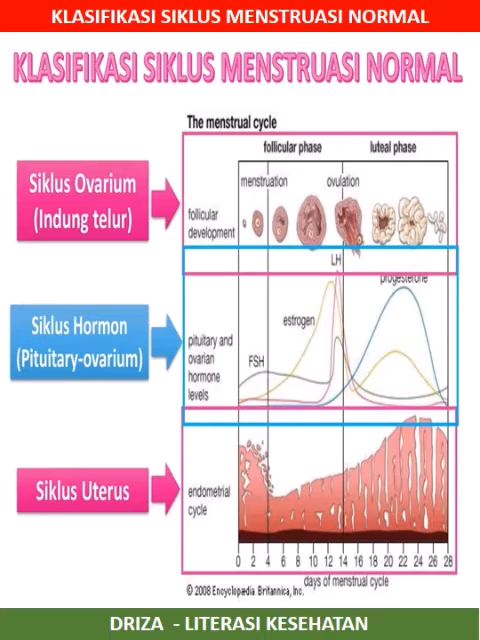 KLASIFIKASI SIKLUS MENSTRUASI NORMAL
KLASIFIKASI SIKLUS MENSTRUASI NORMAL
The menstrual cycle
follicular phase
luteal phase
menstruation
ovulation
Siklus Ovarium
(Indung telur)
follicular
development
LH
progesterone
estrogen
Siklus Hormon
(Pituitary-ovarium)
pituitary and
ovarian
hormone
levels
FSH
Siklus Uterus
endometrial
cycle
0 2 4 6 8 10 12 14 16 18 20 22 24 26 28
days of menstrual cycle
© 2008 Encyclopædia Britannica, Inc.
DRIZA - LITERASI KESEHATAN